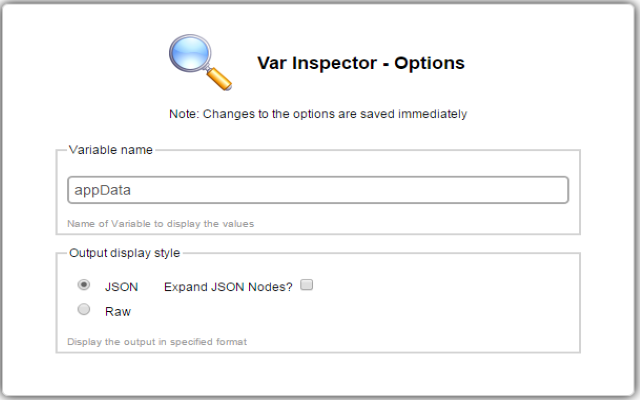 Var Inspector - Options
Note: Changes to the options are saved immediately
Variable name
appData
Name of Variable to display the values
Output display style
JSON Expand JSON Nodes?
Raw
Display the output in specified format